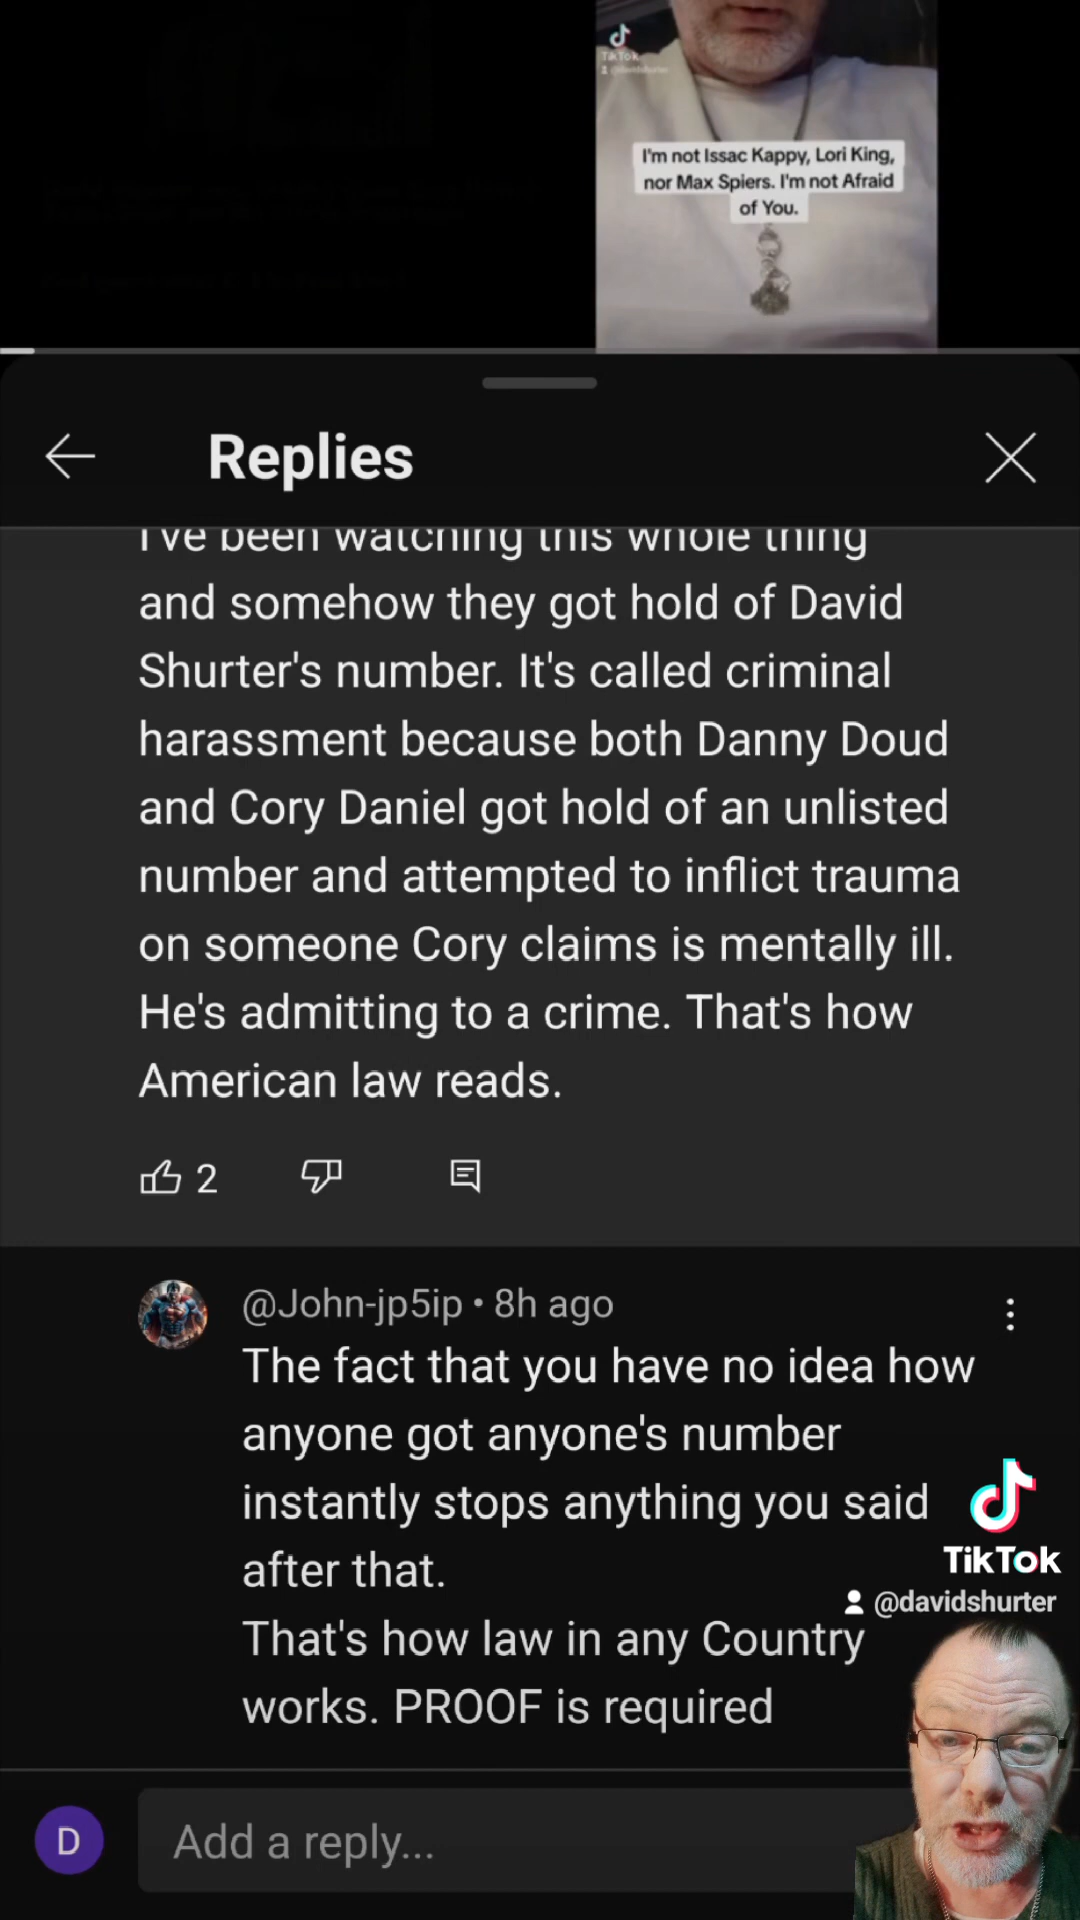 TikTok
I'm not Issac Kappy, Lori King,
nor Max Spiers. I'm not Afraid
of You.
Replies
I've been watching this whole thing
and somehow they got hold of David
Shurter's number. It's called criminal
harassment because both Danny Doud
and Cory Daniel got hold of an unlisted
number and attempted to inflict trauma
on someone Cory claims is mentally ill.
He's admitting to a crime. That's how
American law reads.
2
@John-jp5ip • 8h ago
The fact that you have no idea how
anyone got anyone's number
instantly stops anything you said
after that.
That's how law in any Country
works. PROOF is required
TikTok
@davidshurter
D
Add a reply...